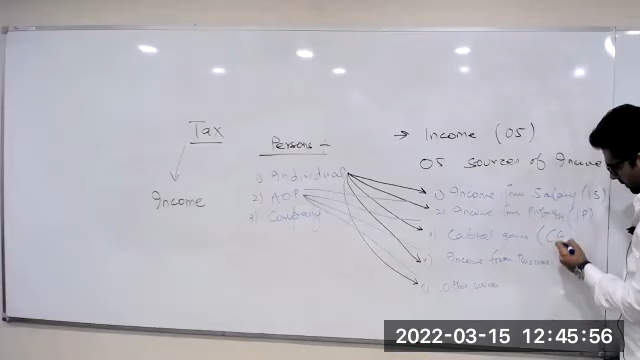 Tax
Income
Persons :-
1) Individual
2) AOP
3) Company
→ Income (05)
05 sources of Income
1) Income from Salary (IS)
2) Income from Property (IP)
3) Capital gain (CG
4) Income from Business
5) Other sources
2022-03-15 12:45:56